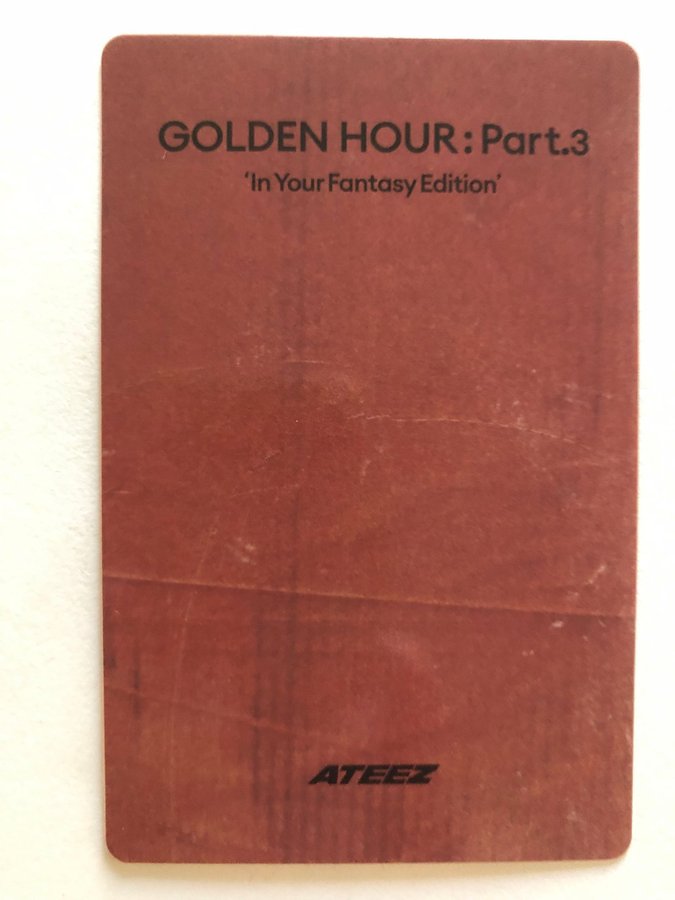 GOLDEN HOUR : Part.3
‘In Your Fantasy Edition’
ATEEZ